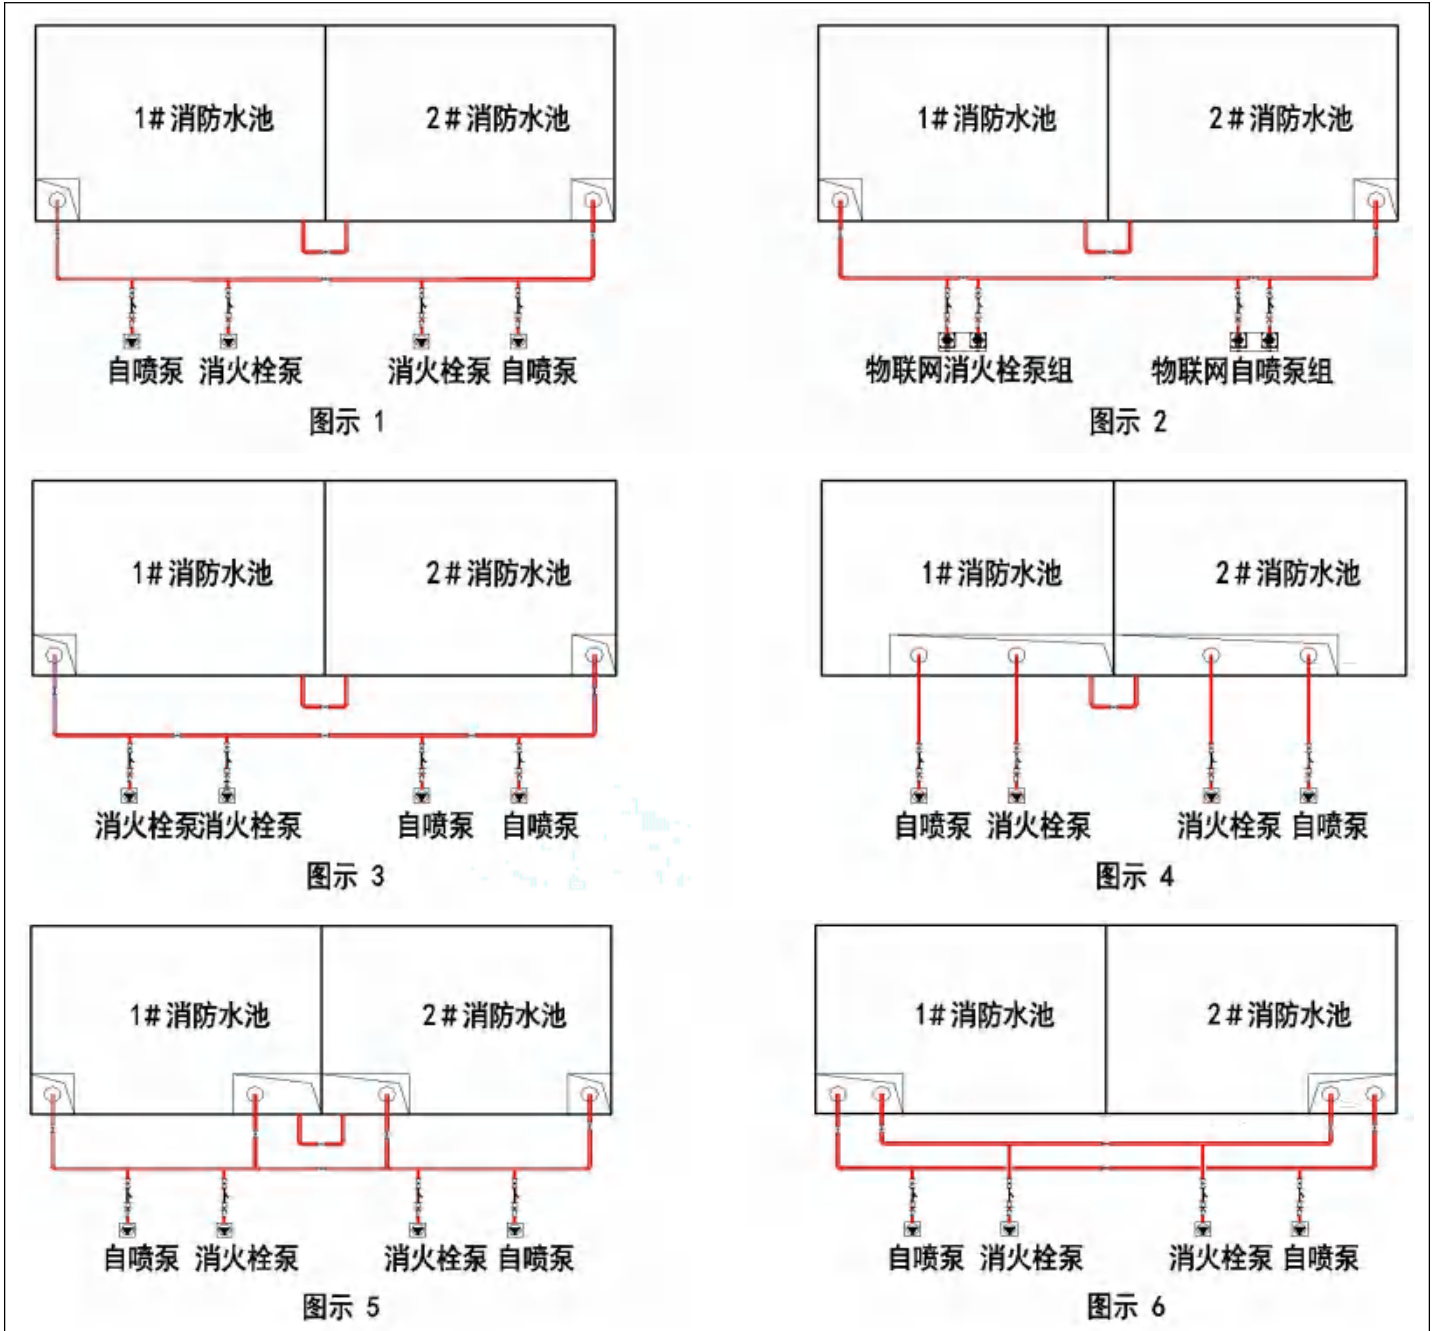 1#消防水池 2#消防水池
自喷泵 消火栓泵 消火栓泵 自喷泵
图示 1
1#消防水池 2#消防水池
物联网消火栓泵组 物联网自喷泵组
图示 2
1#消防水池 2#消防水池
消火栓泵 消火栓泵 自喷泵 自喷泵
图示 3
1#消防水池 2#消防水池
自喷泵 消火栓泵 消火栓泵 自喷泵
图示 4
1#消防水池 2#消防水池
自喷泵 消火栓泵 消火栓泵 自喷泵
图示 5
1#消防水池 2#消防水池
自喷泵 消火栓泵 消火栓泵 自喷泵
图示 6